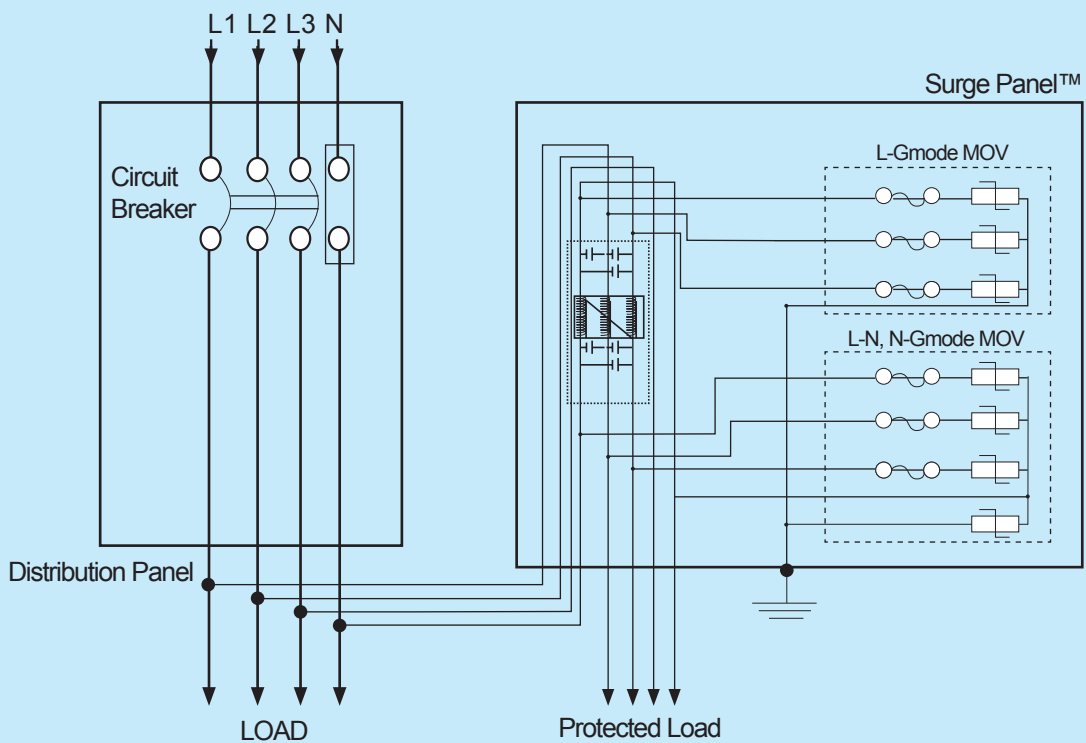 L1 L2 L3 N
Surge Panel™
L-Gmode MOV
Circuit
Breaker
L-N, N-Gmode MOV
Distribution Panel
LOAD
Protected Load